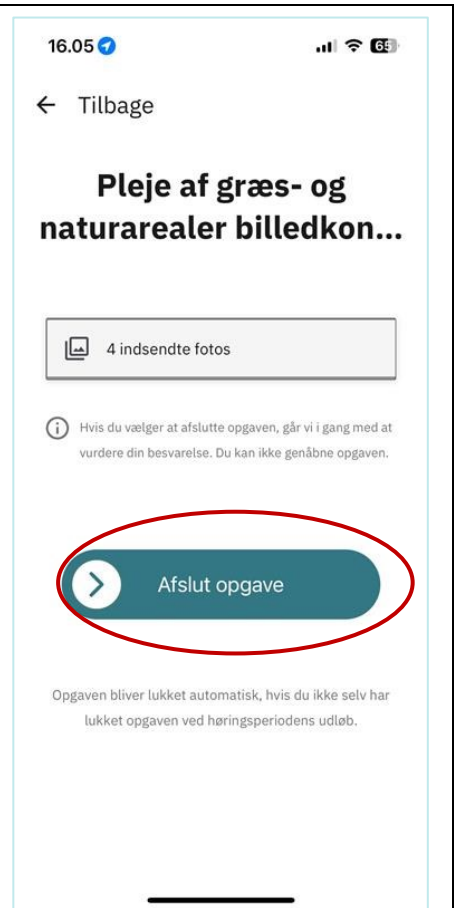 16.05
65
← Tilbage
Pleje af græs- og
naturarealer billedkon...
4 indsendte fotos
Hvis du vælger at afslutte opgaven, går vi i gang med at
vurdere din besvarelse. Du kan ikke genåbne opgaven.
Afslut opgave
Opgaven bliver lukket automatisk, hvis du ikke selv har
lukket opgaven ved høringsperiodens udløb.